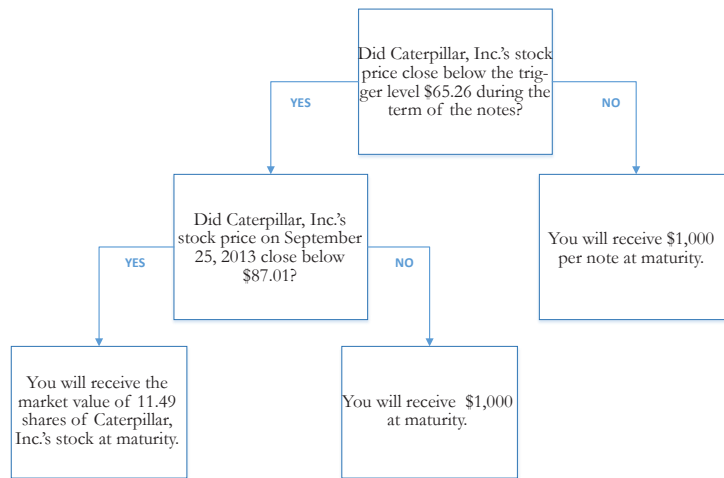 Did Caterpillar, Inc.'s stock
price close below the trig-
ger level $65.26 during the
term of the notes?
YES
NO
Did Caterpillar, Inc.'s
stock price on September
25, 2013 close below
$87.01?
You will receive $1,000
per note at maturity.
YES
NO
You will receive the
market value of 11.49
shares of Caterpillar,
Inc.'s stock at maturity.
You will receive  $1,000
at maturity.